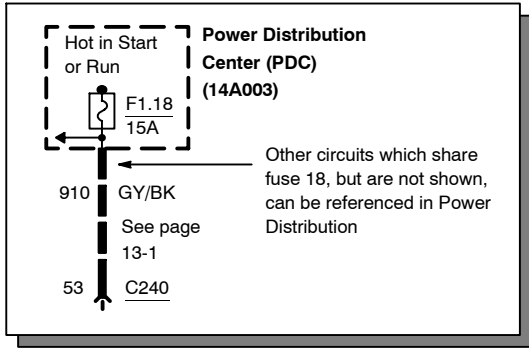 Hot in Start
or Run
Power Distribution
Center (PDC)
(14A003)
F1.18
15A
Other circuits which share
fuse 18, but are not shown,
can be referenced in Power
Distribution
910 GY/BK
See page
13-1
53 C240